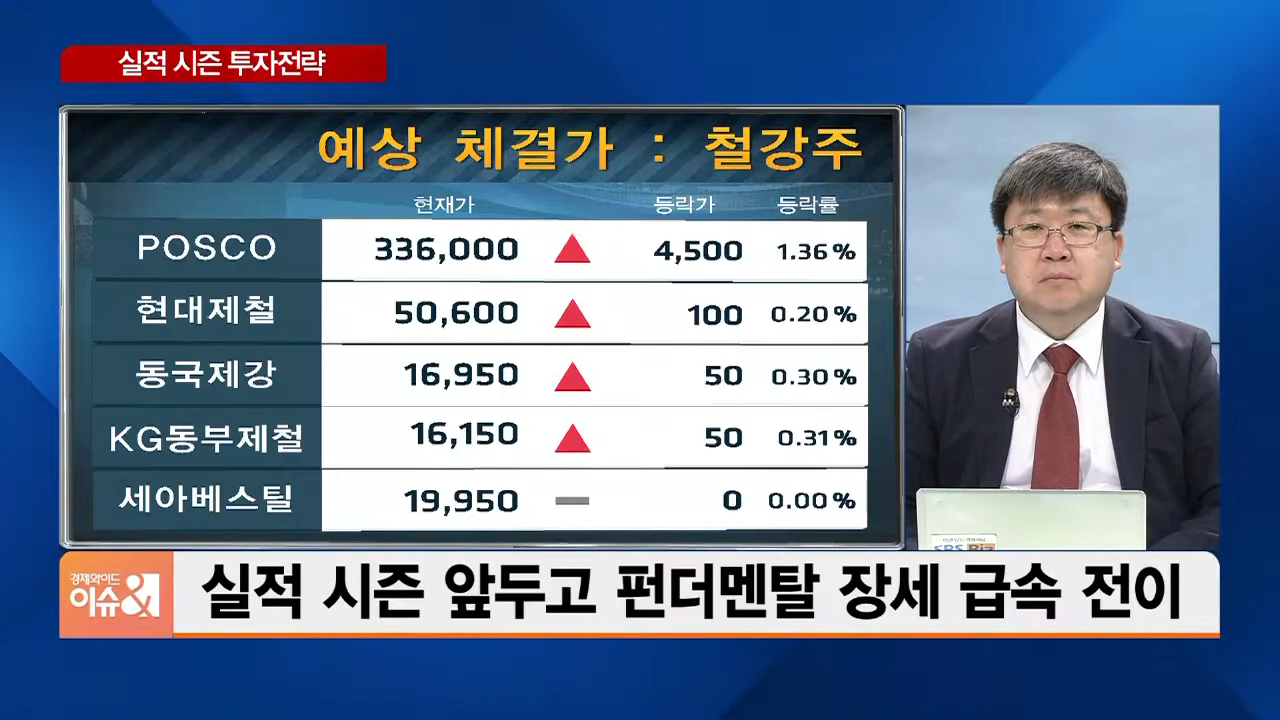 실적 시즌 투자전략
예상 체결가 : 철강주
현재가 등락가 등락률
POSCO 336,000 ▲ 4,500 1.36%
현대제철 50,600 ▲ 100 0.20%
동국제강 16,950 ▲ 50 0.30%
KG동부제철 16,150 ▲ 50 0.31%
세아베스틸 19,950 - 0 0.00%
SBS Biz
경제와이드
이슈&
실적 시즌 앞두고 펀더멘탈 장세 급속 전이